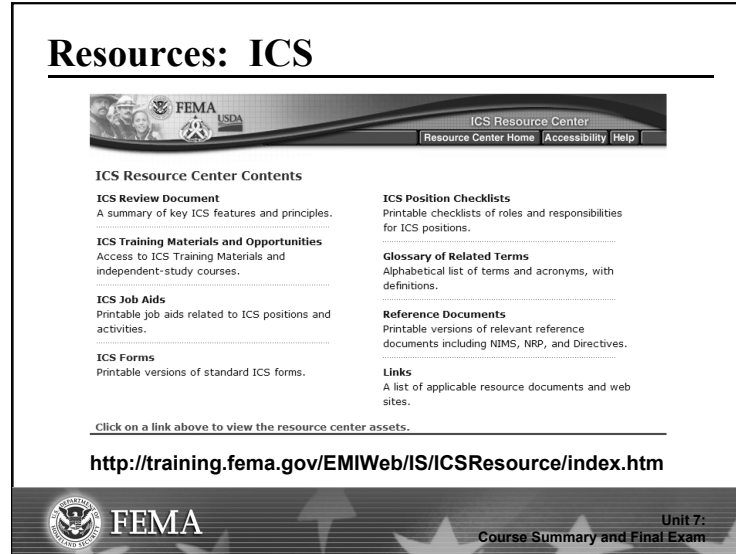 Resources: ICS
FEMA
USDA
ICS Resource Center
Resource Center Home Accessibility Help
ICS Resource Center Contents
ICS Review Document
A summary of key ICS features and principles.
ICS Training Materials and Opportunities
Access to ICS Training Materials and
independent-study courses.
ICS Job Aids
Printable job aids related to ICS positions and
activities.
ICS Forms
Printable versions of standard ICS forms.
ICS Position Checklists
Printable checklists of roles and responsibilities
for ICS positions.
Glossary of Related Terms
Alphabetical list of terms and acronyms, with
definitions.
Reference Documents
Printable versions of relevant reference
documents including NIMS, NRP, and Directives.
Links
A list of applicable resource documents and web
sites.
Click on a link above to view the resource center assets.
http://training.fema.gov/EMIWeb/IS/ICSResource/index.htm
U.S. DEPARTMENT OF HOMELAND SECURITY
FEMA
Unit 7:
Course Summary and Final Exam